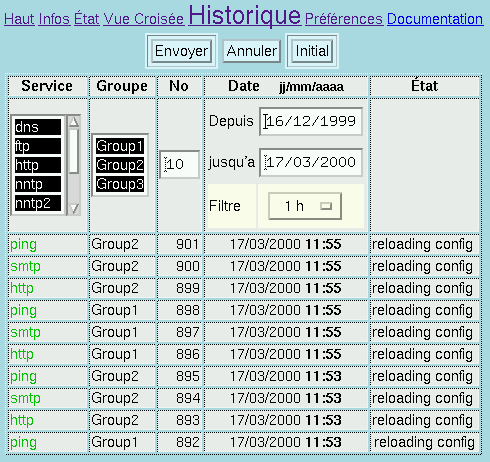 Haut Infos État Vue Croisée Historique Préférences Documentation
Envoyer Annuler Initial
Service Groupe No Date jj/mm/aaaa État
dns
ftp
http
nntp
nntp2
Group1
Group2
Group3
10
Depuis 16/12/1999
jusqu'a 17/03/2000
Filtre 1 h
ping Group2 901 17/03/2000 11:55 reloading config
smtp Group2 900 17/03/2000 11:55 reloading config
http Group2 899 17/03/2000 11:55 reloading config
ping Group1 898 17/03/2000 11:55 reloading config
smtp Group1 897 17/03/2000 11:55 reloading config
http Group1 896 17/03/2000 11:55 reloading config
ping Group2 895 17/03/2000 11:53 reloading config
smtp Group2 894 17/03/2000 11:53 reloading config
http Group2 893 17/03/2000 11:53 reloading config
ping Group1 892 17/03/2000 11:53 reloading config